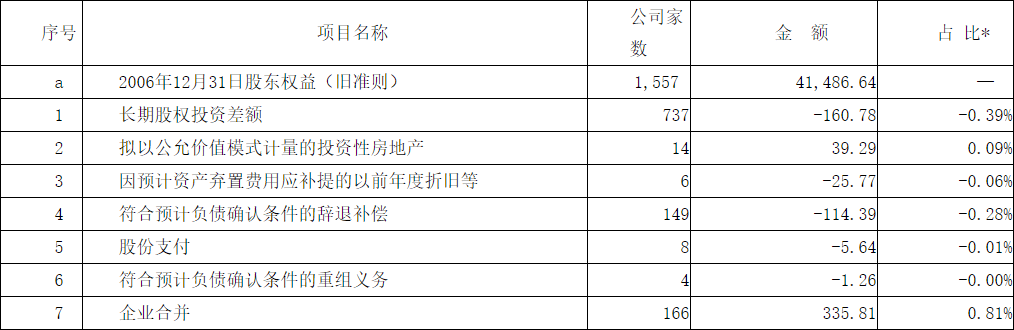 序号 项目名称 公司家数 金 额 占 比*
a 2006年12月31日股东权益（旧准则） 1,557 41,486.64 —
1 长期股权投资差额 737 -160.78 -0.39%
2 拟以公允价值模式计量的投资性房地产 14 39.29 0.09%
3 因预计资产弃置费用应补提的以前年度折旧等 6 -25.77 -0.06%
4 符合预计负债确认条件的辞退补偿 149 -114.39 -0.28%
5 股份支付 8 -5.64 -0.01%
6 符合预计负债确认条件的重组义务 4 -1.26 -0.00%
7 企业合并 166 335.81 0.81%